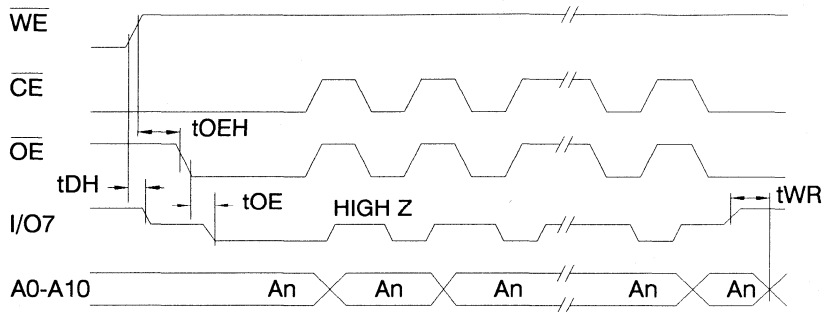 WE
CE
tOEH
OE
tDH
tOE
HIGH Z
tWR
I/O7
A0-A10 An An An An An